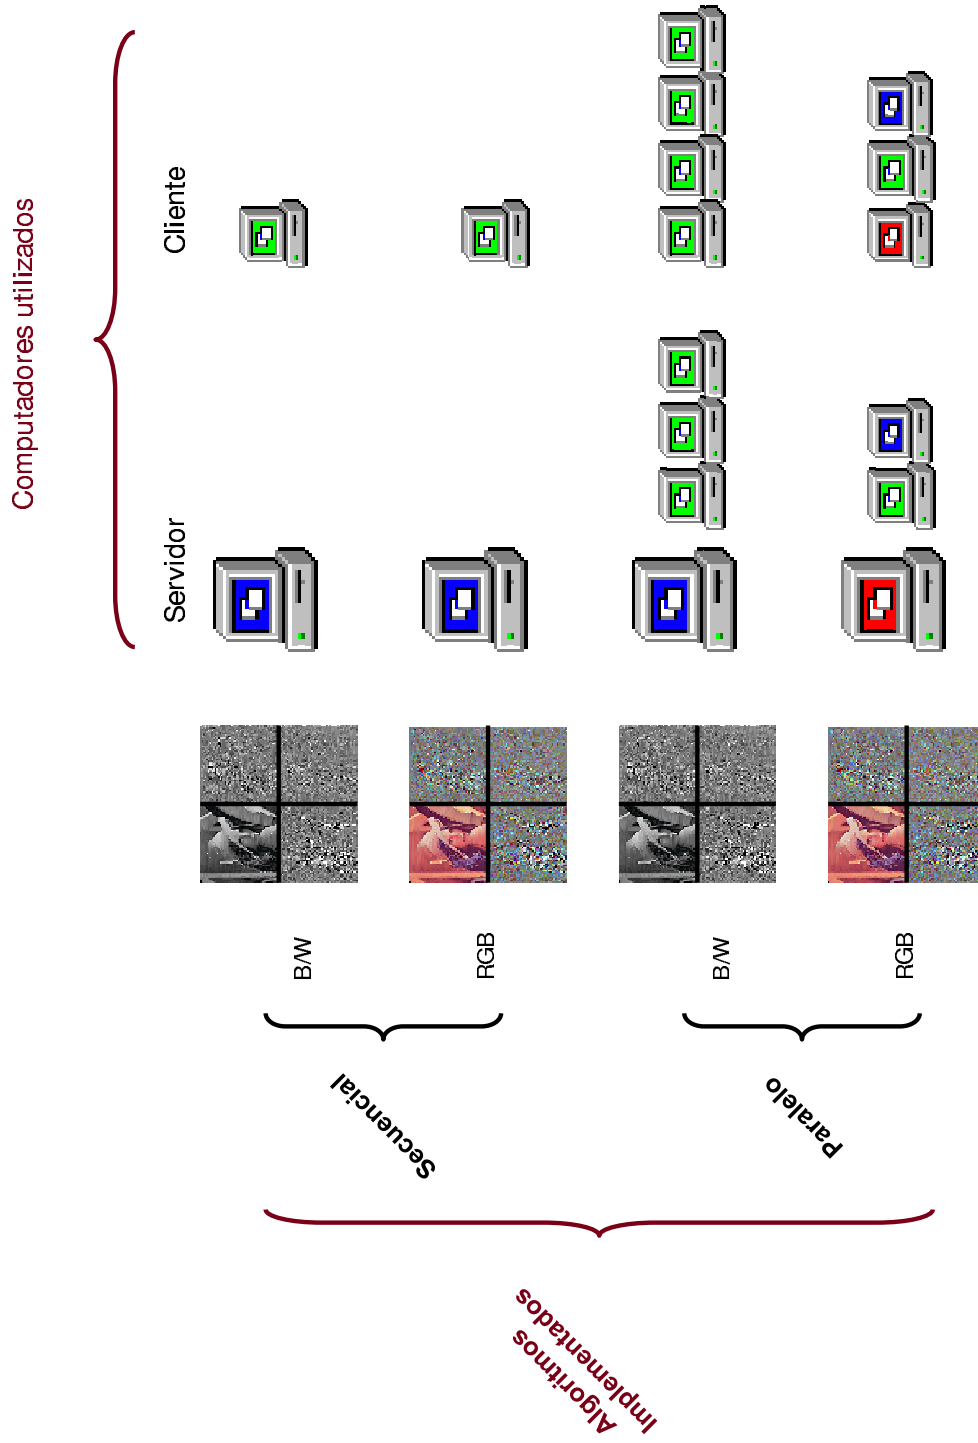 Computadores utilizados
Servidor
Cliente
Algoritmos
Implementados
Secuencial
B/W
RGB
Paralelo
B/W
RGB